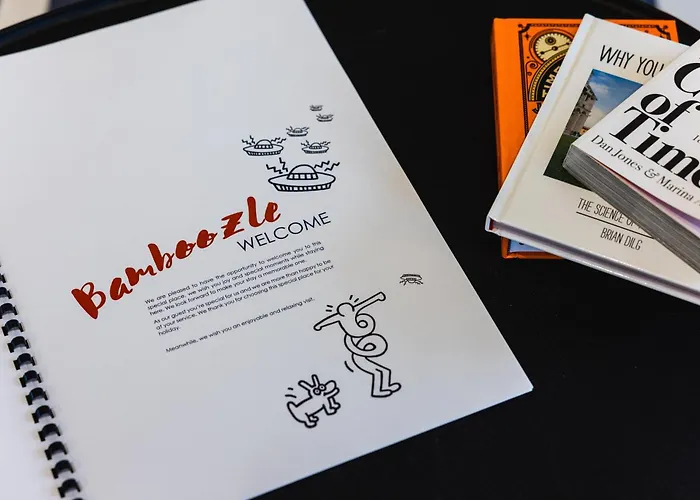 Bamboozle
WELCOME
We are pleased to have the opportunity to welcome you to this
special place, we wish you joy and special moments while staying
here. We look forward to make your stay a memorable one.
As our guest you're special for us and we are more than happy to be
at your service. We thank you for choosing this special place for your
holiday.
Meanwhile, we wish you an enjoyable and relaxing visit.
WHY YOU
THE SCIENCE OF
BRIAN DILG
of
Time
Dan Jones & Marina